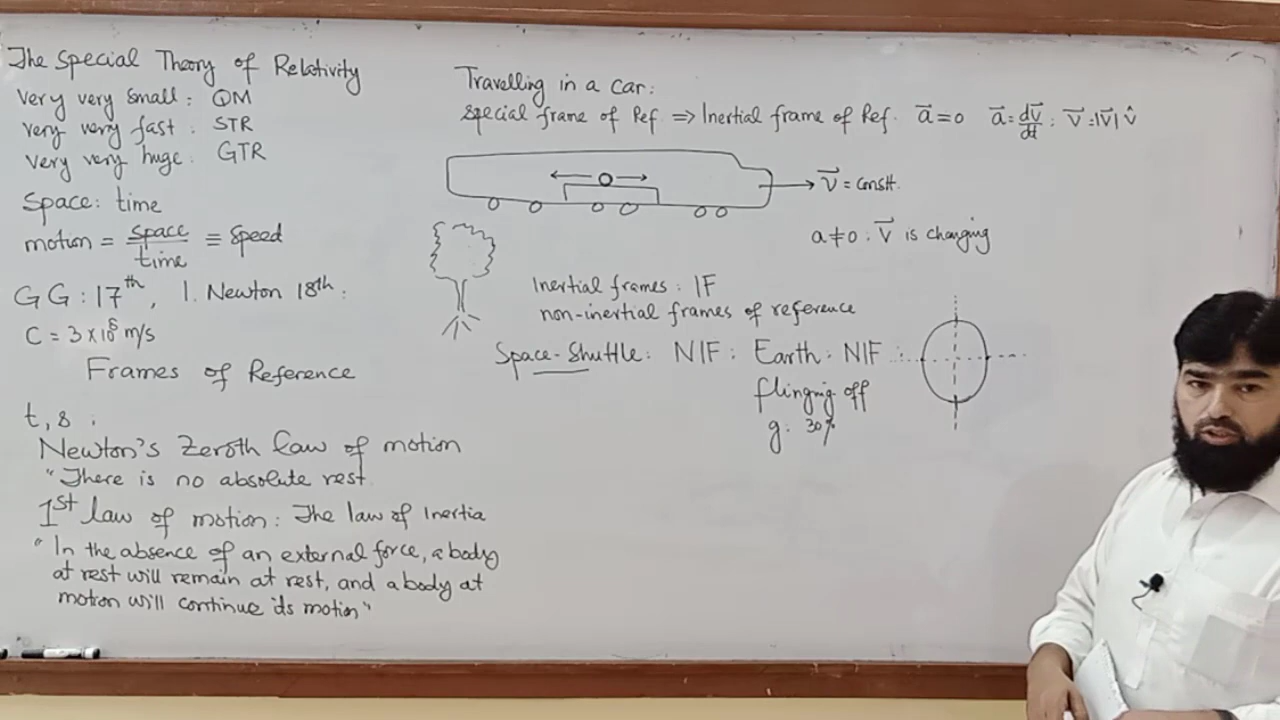 The Special Theory of Relativity
Very very small : QM
very very fast : STR
very very huge : GTR
Space : time
motion = space/time ≡ speed
G G : 17th, I. Newton 18th :
C = 3×10⁸ m/s
Frames of Reference
t, s :
Newton's Zeroth law of motion
"There is no absolute rest
1st law of motion : The law of Inertia
"In the absence of an external force, a body
at rest will remain at rest, and a body at
motion will continue its motion"
Travelling in a car :
special frame of Ref ⇒ Inertial frame of Ref. a⃗ = 0 a⃗ = dv⃗/dt : v⃗ = |v⃗| v̂
v⃗ = constt.
a ≠ 0 : v⃗ is changing
Inertial frames : IF
non-inertial frames of reference
Space-Shuttle : NIF : Earth : NIF :
flinging off
g : 30%